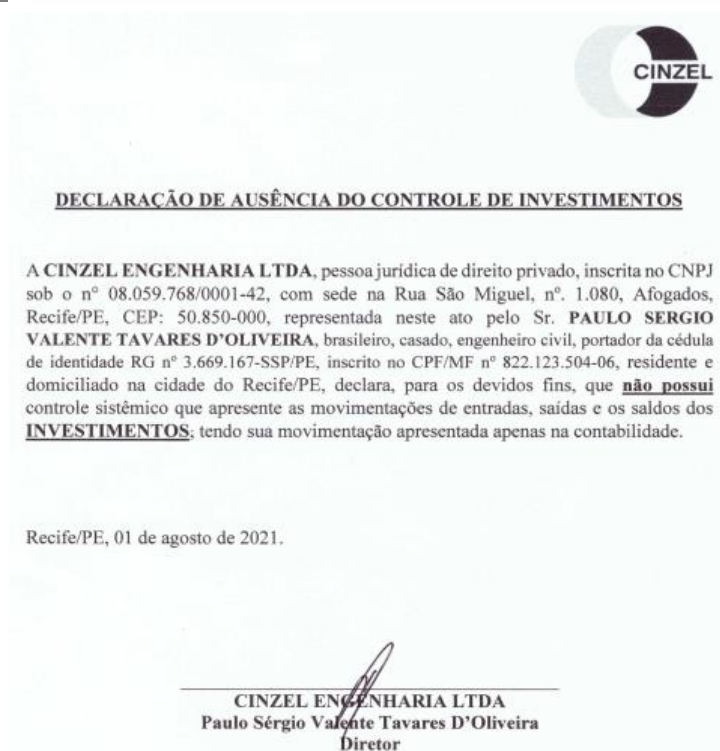 CINZEL
DECLARAÇÃO DE AUSÊNCIA DO CONTROLE DE INVESTIMENTOS
A CINZEL ENGENHARIA LTDA, pessoa jurídica de direito privado, inscrita no CNPJ
sob o n° 08.059.768/0001-42, com sede na Rua São Miguel, nº. 1.080, Afogados,
Recife/PE, CEP: 50.850-000, representada neste ato pelo Sr. PAULO SERGIO
VALENTE TAVARES D’OLIVEIRA, brasileiro, casado, engenheiro civil, portador da cédula
de identidade RG nº 3.669.167-SSP/PE, inscrito no CPF/MF nº 822.123.504-06, residente e
domiciliado na cidade do Recife/PE, declara, para os devidos fins, que não possui
controle sistêmico que apresente as movimentações de entradas, saídas e os saldos dos
INVESTIMENTOS; tendo sua movimentação apresentada apenas na contabilidade.
Recife/PE, 01 de agosto de 2021.
CINZEL ENGENHARIA LTDA
Paulo Sérgio Valente Tavares D’Oliveira
Diretor